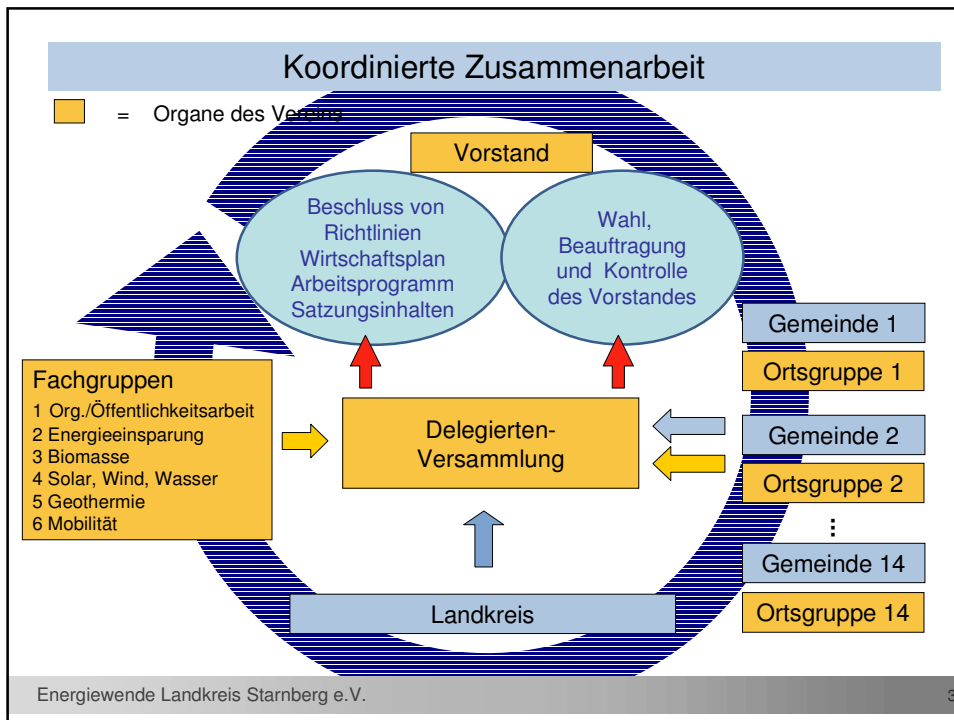 Koordinierte Zusammenarbeit
= Organe des Vereins
Vorstand
Beschluss von
Richtlinien
Wirtschaftsplan
Arbeitsprogramm
Satzungsinhalten
Wahl,
Beauftragung
und Kontrolle
des Vorstandes
Gemeinde 1
Ortsgruppe 1
Fachgruppen
1 Org./Öffentlichkeitsarbeit
2 Energieeinsparung
3 Biomasse
4 Solar, Wind, Wasser
5 Geothermie
6 Mobilität
Delegierten-
Versammlung
Gemeinde 2
Ortsgruppe 2
...
Gemeinde 14
Ortsgruppe 14
Landkreis
Energiewende Landkreis Starnberg e.V.
3